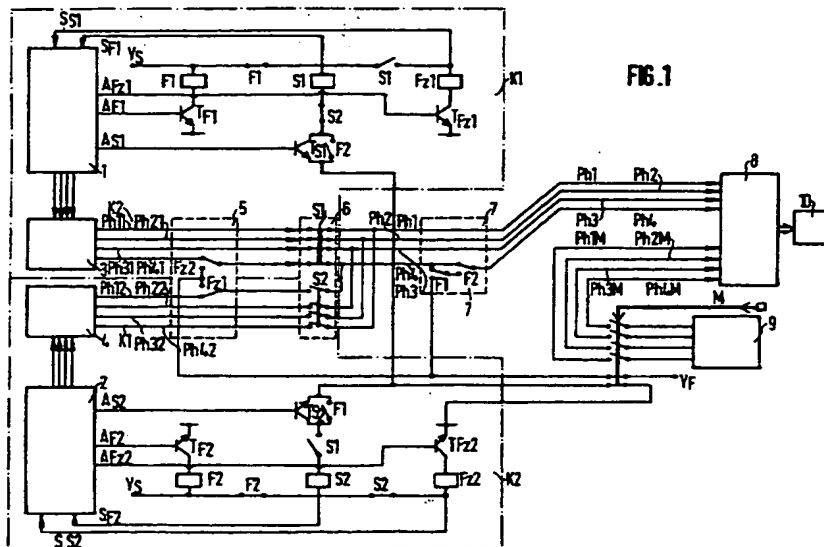 S S1
SF1
YS
F1
F1
S1
S1
Fz1
K1
FIG.1
AFz1
AF1
AS1
TF1
S2
TS1
F2
TFz1
1
8
10
K2
Ph11
Ph21
5
S1
6
Ph2
Ph1
7
Ph1
Ph2
Ph3
Ph4
3
Ph31
Ph41
Fz2
Fz1
Ph4
Ph3
F1
F2
7
Ph1M
Ph2M
Ph3M
Ph4M
M
Ph12
Ph22
S2
4
K1
Ph32
Ph42
9
YF
2
AS2
F1
AF2
AFz2
TF2
S1
TFz2
F2
F2
S2
S2
Fz2
K2
YS
SF2
S S2